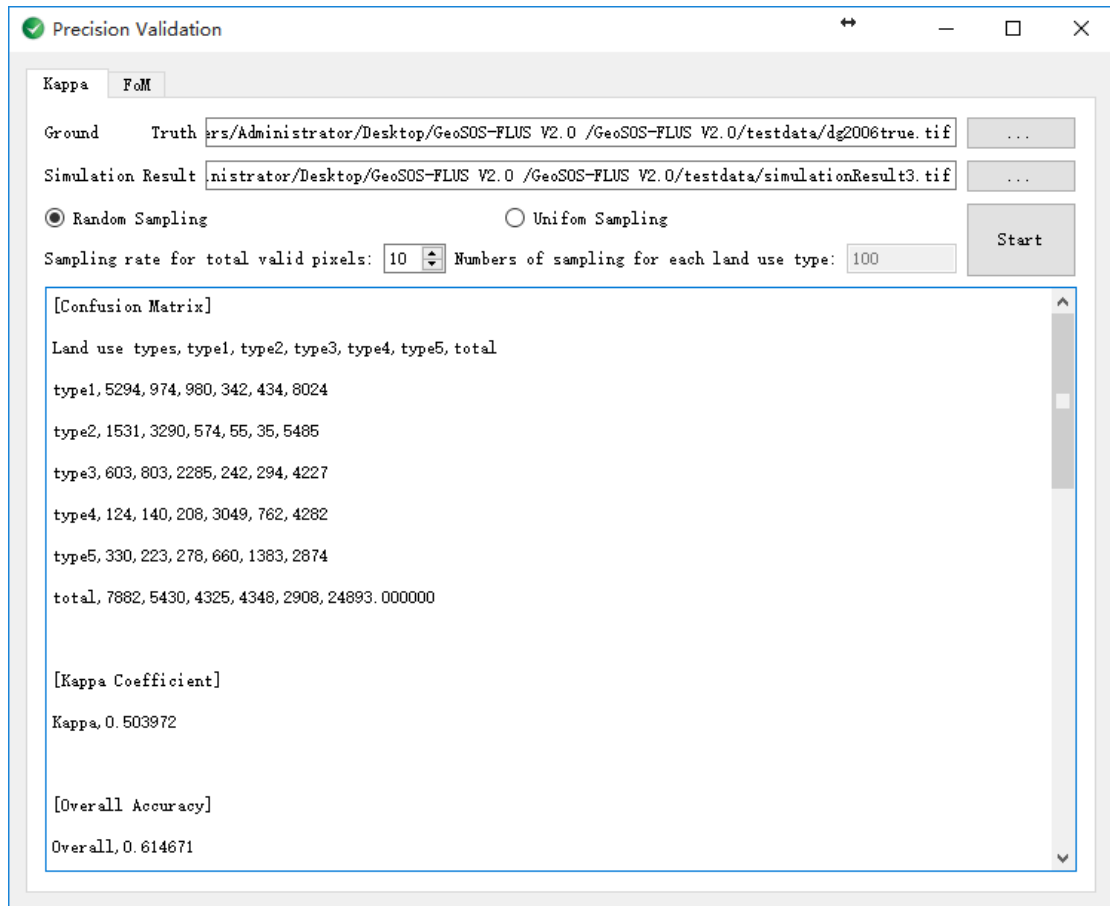 Precision Validation
Kappa FoM
Ground Truth ers/Administrator/Desktop/GeoSOS-FLUS V2.0 /GeoSOS-FLUS V2.0/testdata/dg2006true.tif ...
Simulation Result .nistrator/Desktop/GeoSOS-FLUS V2.0 /GeoSOS-FLUS V2.0/testdata/simulationResult3.tif ...
Random Sampling Unifom Sampling
Start
Sampling rate for total valid pixels: 10 Numbers of sampling for each land use type: 100
[Confusion Matrix]
Land use types, type1, type2, type3, type4, type5, total
type1, 5294, 974, 980, 342, 434, 8024
type2, 1531, 3290, 574, 55, 35, 5485
type3, 603, 803, 2285, 242, 294, 4227
type4, 124, 140, 208, 3049, 762, 4282
type5, 330, 223, 278, 660, 1383, 2874
total, 7882, 5430, 4325, 4348, 2908, 24893.000000
[Kappa Coefficient]
Kappa, 0.503972
[Overall Accuracy]
Overall, 0.614671